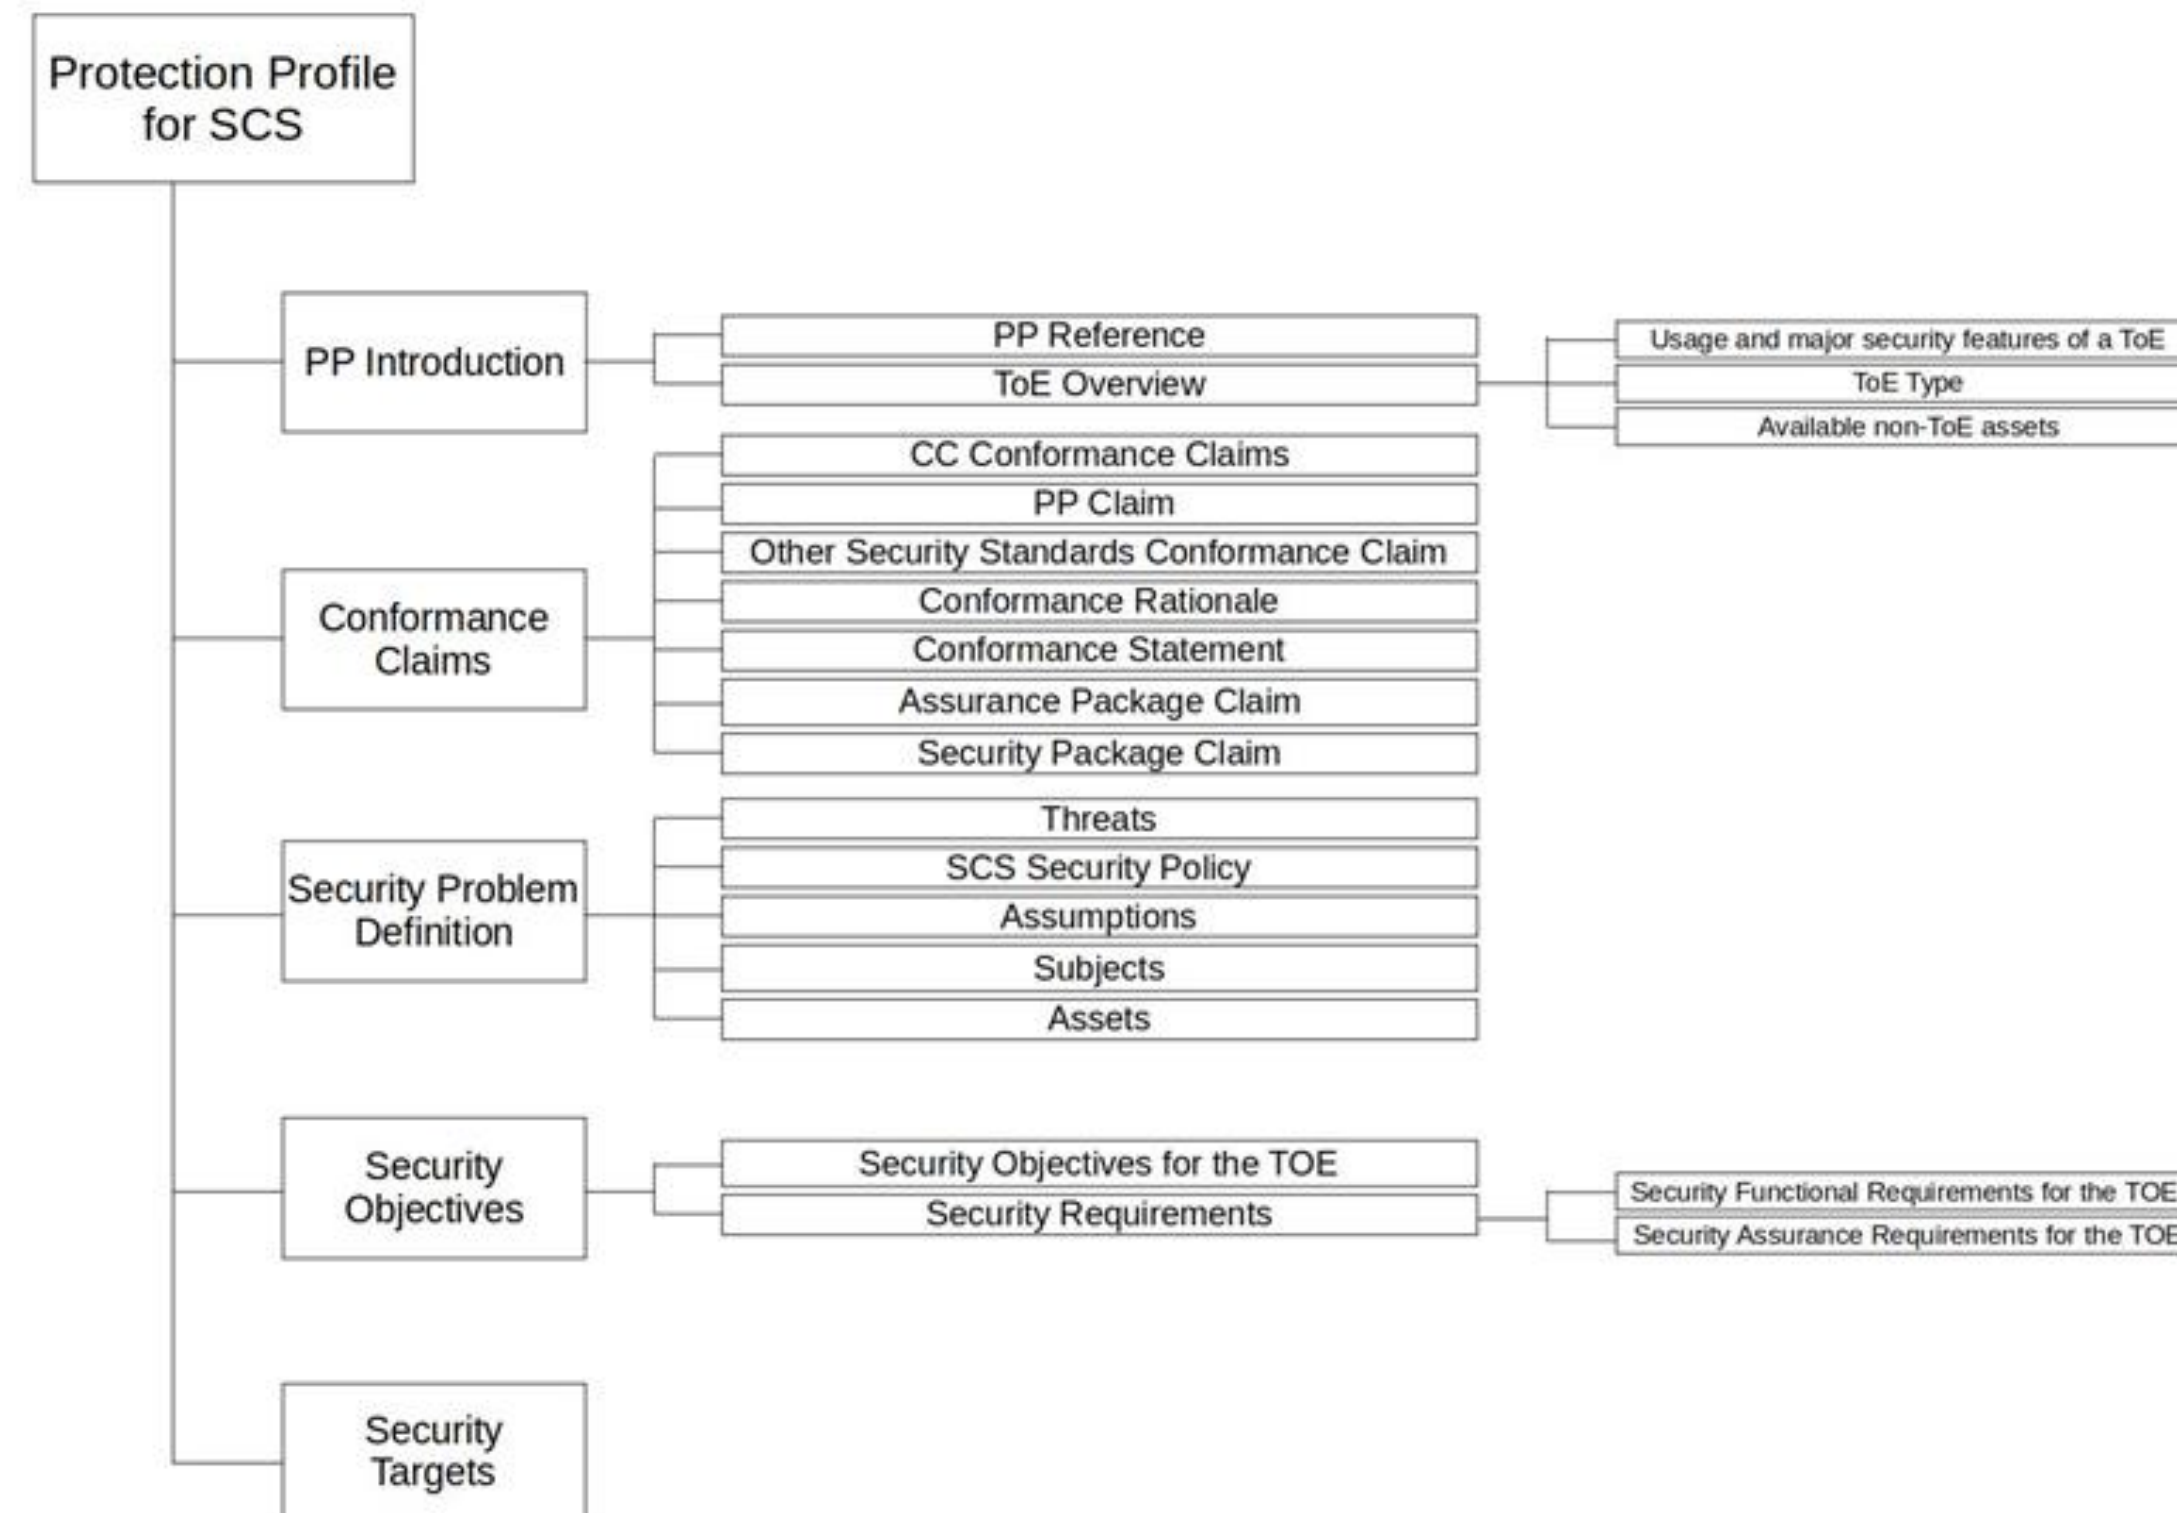 Protection Profile
for SCS
PP Introduction
PP Reference
ToE Overview
Usage and major security features of a ToE
ToE Type
Available non-ToE assets
Conformance
Claims
CC Conformance Claims
PP Claim
Other Security Standards Conformance Claim
Conformance Rationale
Conformance Statement
Assurance Package Claim
Security Package Claim
Security Problem
Definition
Threats
SCS Security Policy
Assumptions
Subjects
Assets
Security
Objectives
Security Objectives for the TOE
Security Requirements
Security Functional Requirements for the TOE
Security Assurance Requirements for the TOE
Security
Targets